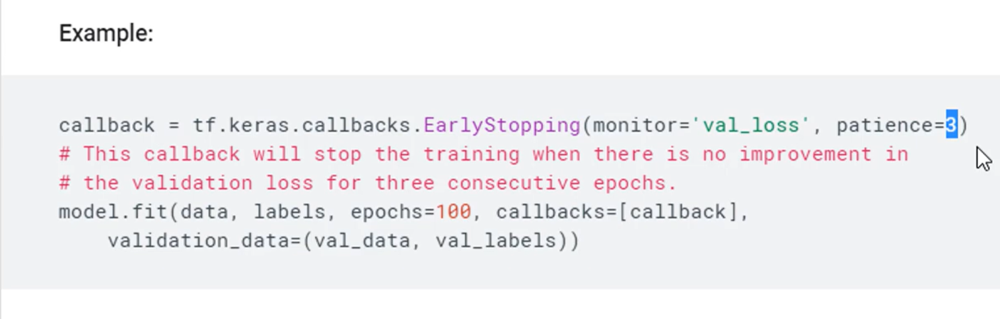 Example:
callback = tf.keras.callbacks.EarlyStopping(monitor='val_loss', patience=3)
# This callback will stop the training when there is no improvement in
# the validation loss for three consecutive epochs.
model.fit(data, labels, epochs=100, callbacks=[callback],
    validation_data=(val_data, val_labels))